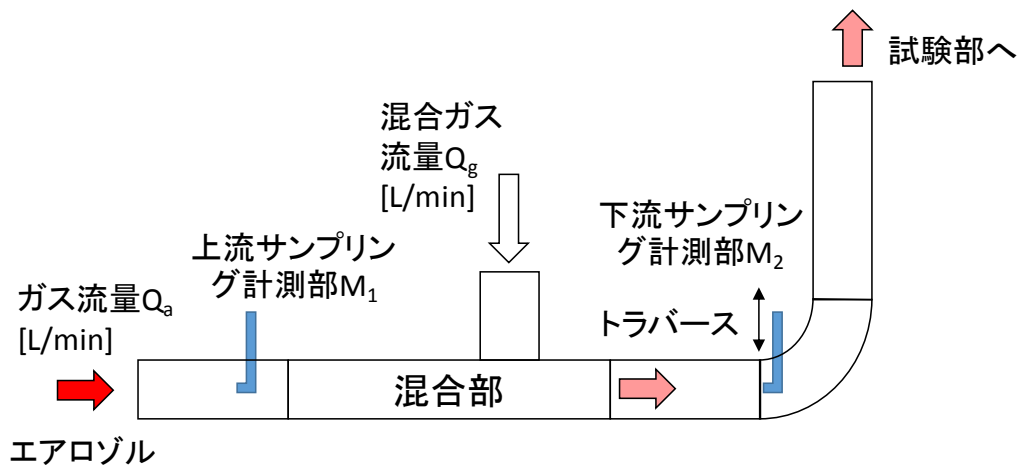 試験部へ
混合ガス
流量Qg
[L/min]
下流サンプリン
グ計測部M2
上流サンプリン
グ計測部M1
ガス流量Qa
[L/min]
トラバース
混合部
エアロゾル